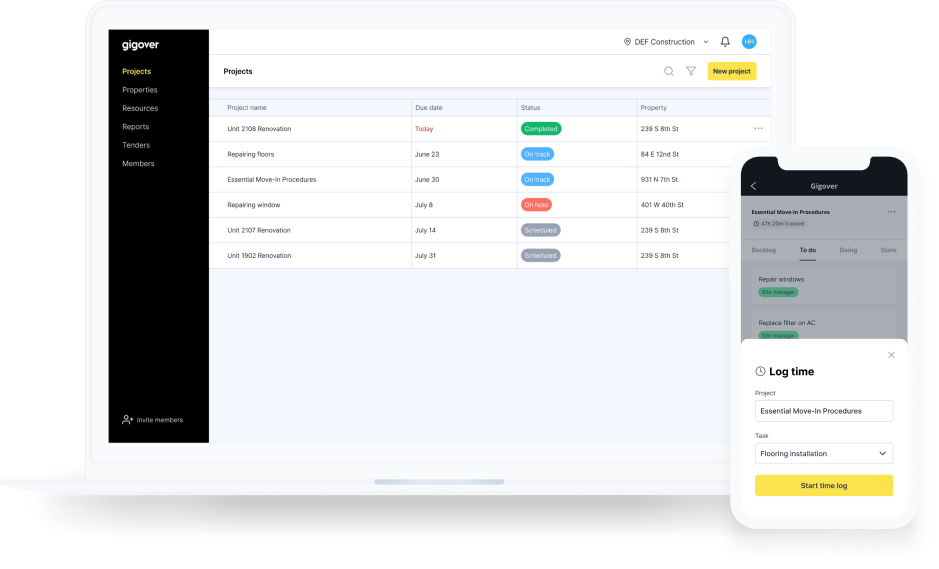 gigover
DEF Construction
HH
Projects
Properties
Resources
Reports
Tenders
Members
Invite members
Projects
New project
Project name Due date Status Property
Unit 2108 Renovation Today Completed 239 S 8th St
Repairing floors June 23 On track 84 E 12nd St
Essential Move-In Procedures June 30 On track 931 N 7th St
Repairing window July 8 On hold 401 W 40th St
Unit 2107 Renovation July 14 Scheduled 239 S 8th St
Unit 1902 Renovation July 31 Scheduled 239 S 8th St
Gigover
Essential Move-In Procedures
47h 20m tracked
Backlog To do Doing Done
Repair windows
Site manager
Replace filter on AC
Site manager
Log time
Project
Essential Move-In Procedures
Task
Flooring installation
Start time log